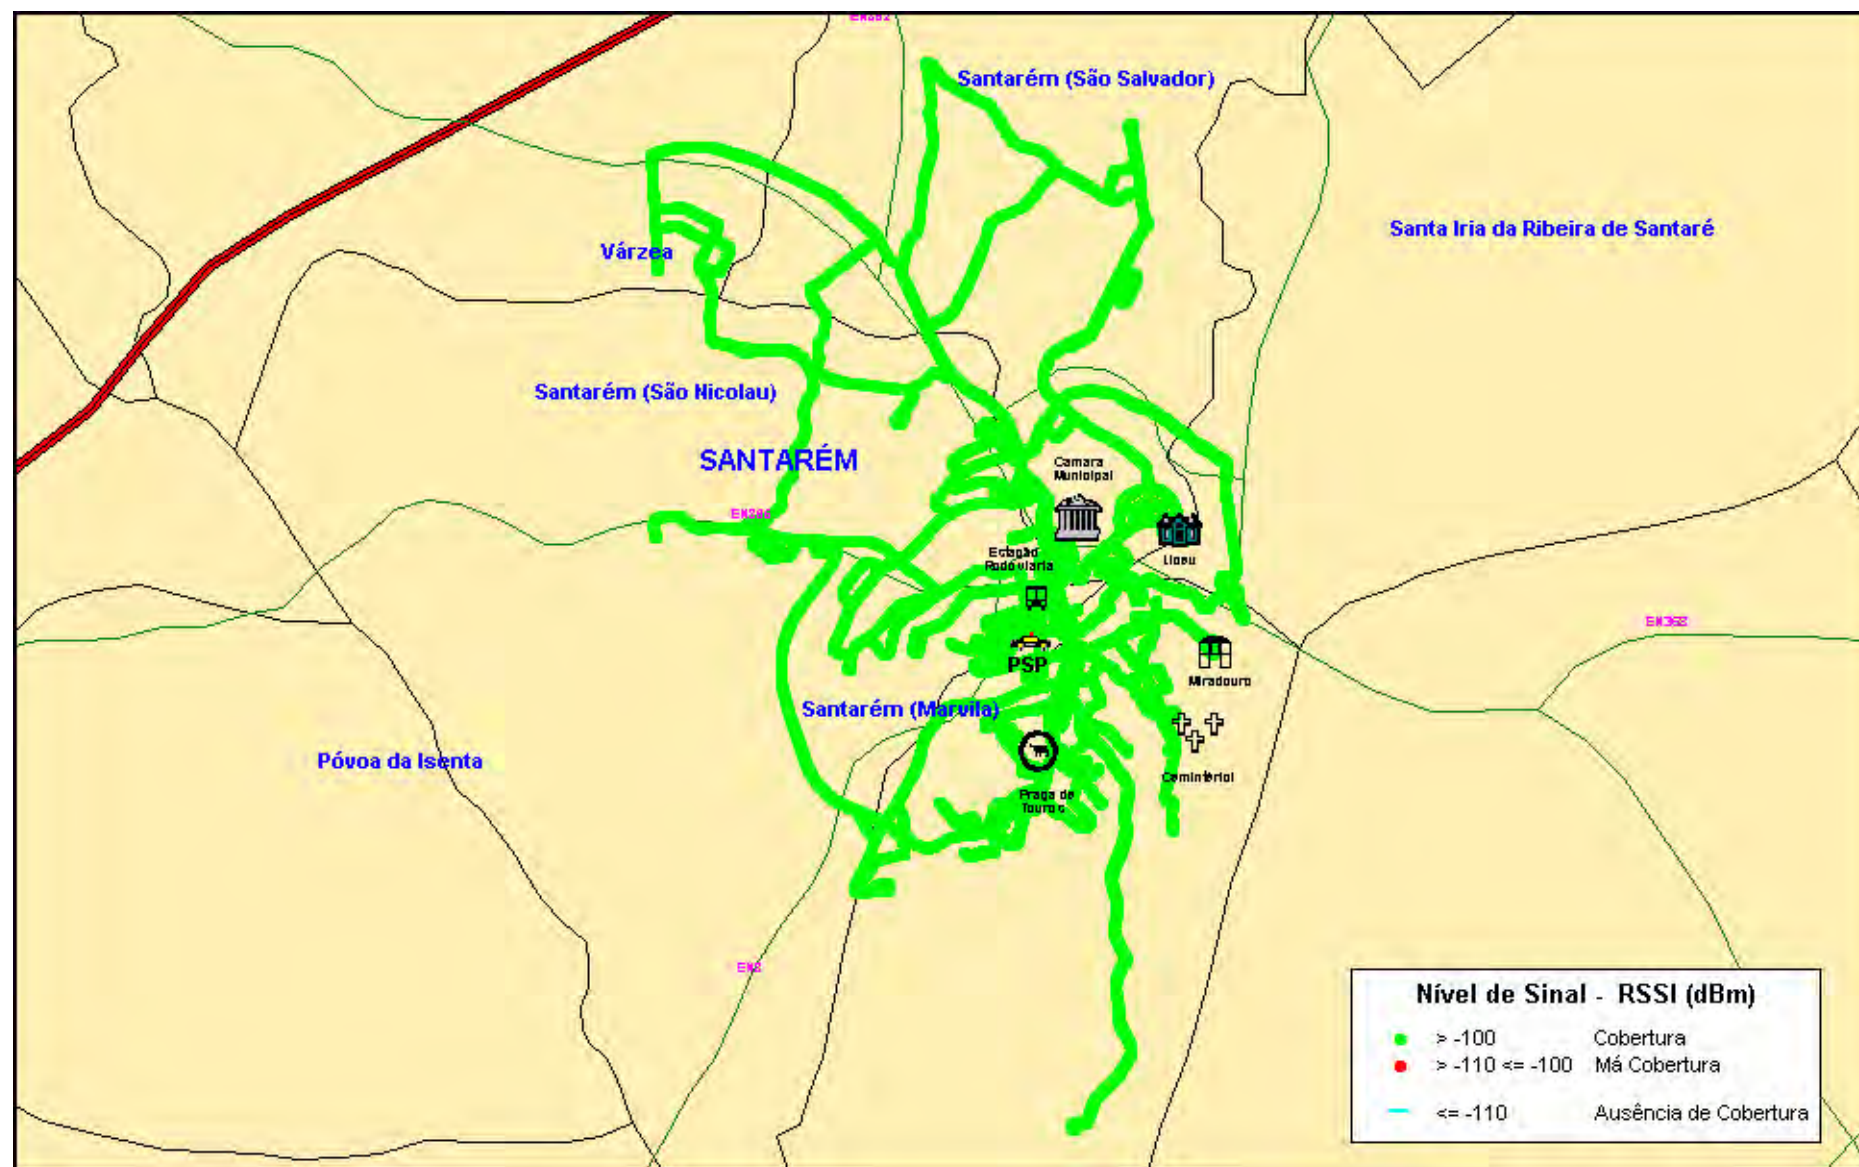 Santarém (São Salvador)
Santa Iria da Ribeira de Santaré
Várzea
Santarém (São Nicolau)
SANTARÉM
Camara
Municipal
Estação
Rodoviaria
Liceu
EN368
PSP
Miradouro
Santarém (Marvila)
Póvoa da Isenta
Praça de
Touros
EN3
Nível de Sinal - RSSI (dBm)
> -100 Cobertura
> -110 <= -100 Má Cobertura
<= -110 Ausência de Cobertura